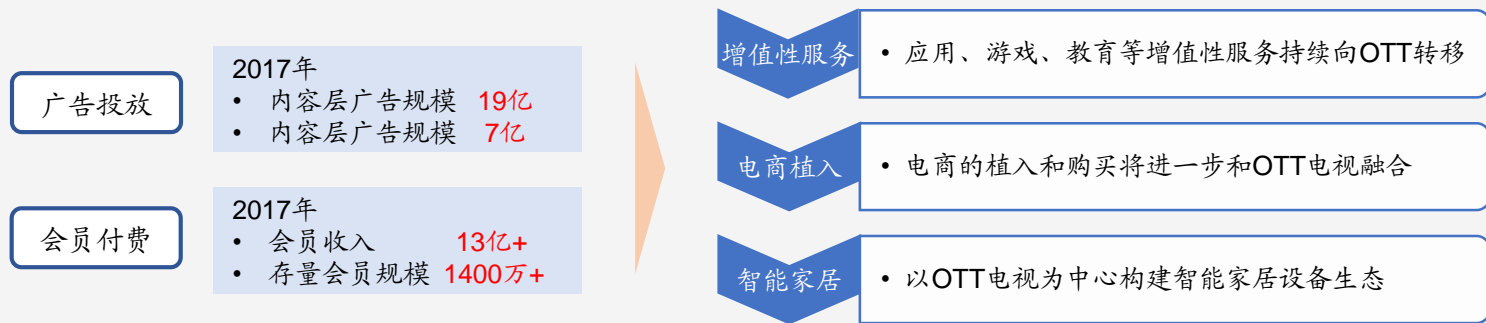 广告投放
2017年
• 内容层广告规模 19亿
• 内容层广告规模 7亿
会员付费
2017年
• 会员收入 13亿+
• 存量会员规模 1400万+
增值性服务
• 应用、游戏、教育等增值性服务持续向OTT转移
电商植入
• 电商的植入和购买将进一步和OTT电视融合
智能家居
• 以OTT电视为中心构建智能家居设备生态